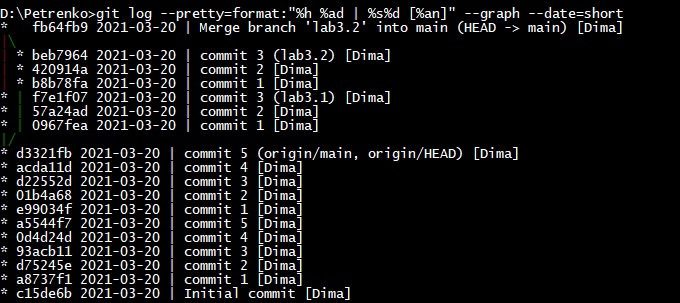 D:\Petrenko>git log --pretty=format:"%h %ad | %s%d [%an]" --graph --date=short
*   fb64fb9 2021-03-20 | Merge branch 'lab3.2' into main (HEAD -> main) [Dima]
|\
| * beb7964 2021-03-20 | commit 3 (lab3.2) [Dima]
| * 420914a 2021-03-20 | commit 2 [Dima]
| * b8b78fa 2021-03-20 | commit 1 [Dima]
* | f7e1f07 2021-03-20 | commit 3 (lab3.1) [Dima]
* | 57a24ad 2021-03-20 | commit 2 [Dima]
* | 0967fea 2021-03-20 | commit 1 [Dima]
|/
* d3321fb 2021-03-20 | commit 5 (origin/main, origin/HEAD) [Dima]
* acda11d 2021-03-20 | commit 4 [Dima]
* d22552d 2021-03-20 | commit 3 [Dima]
* 01b4a68 2021-03-20 | commit 2 [Dima]
* e99034f 2021-03-20 | commit 1 [Dima]
* a5544f7 2021-03-20 | commit 5 [Dima]
* 0d4d24d 2021-03-20 | commit 4 [Dima]
* 93acb11 2021-03-20 | commit 3 [Dima]
* d75245e 2021-03-20 | commit 2 [Dima]
* a8737f1 2021-03-20 | commit 1 [Dima]
* c15de6b 2021-03-20 | Initial commit [Dima]